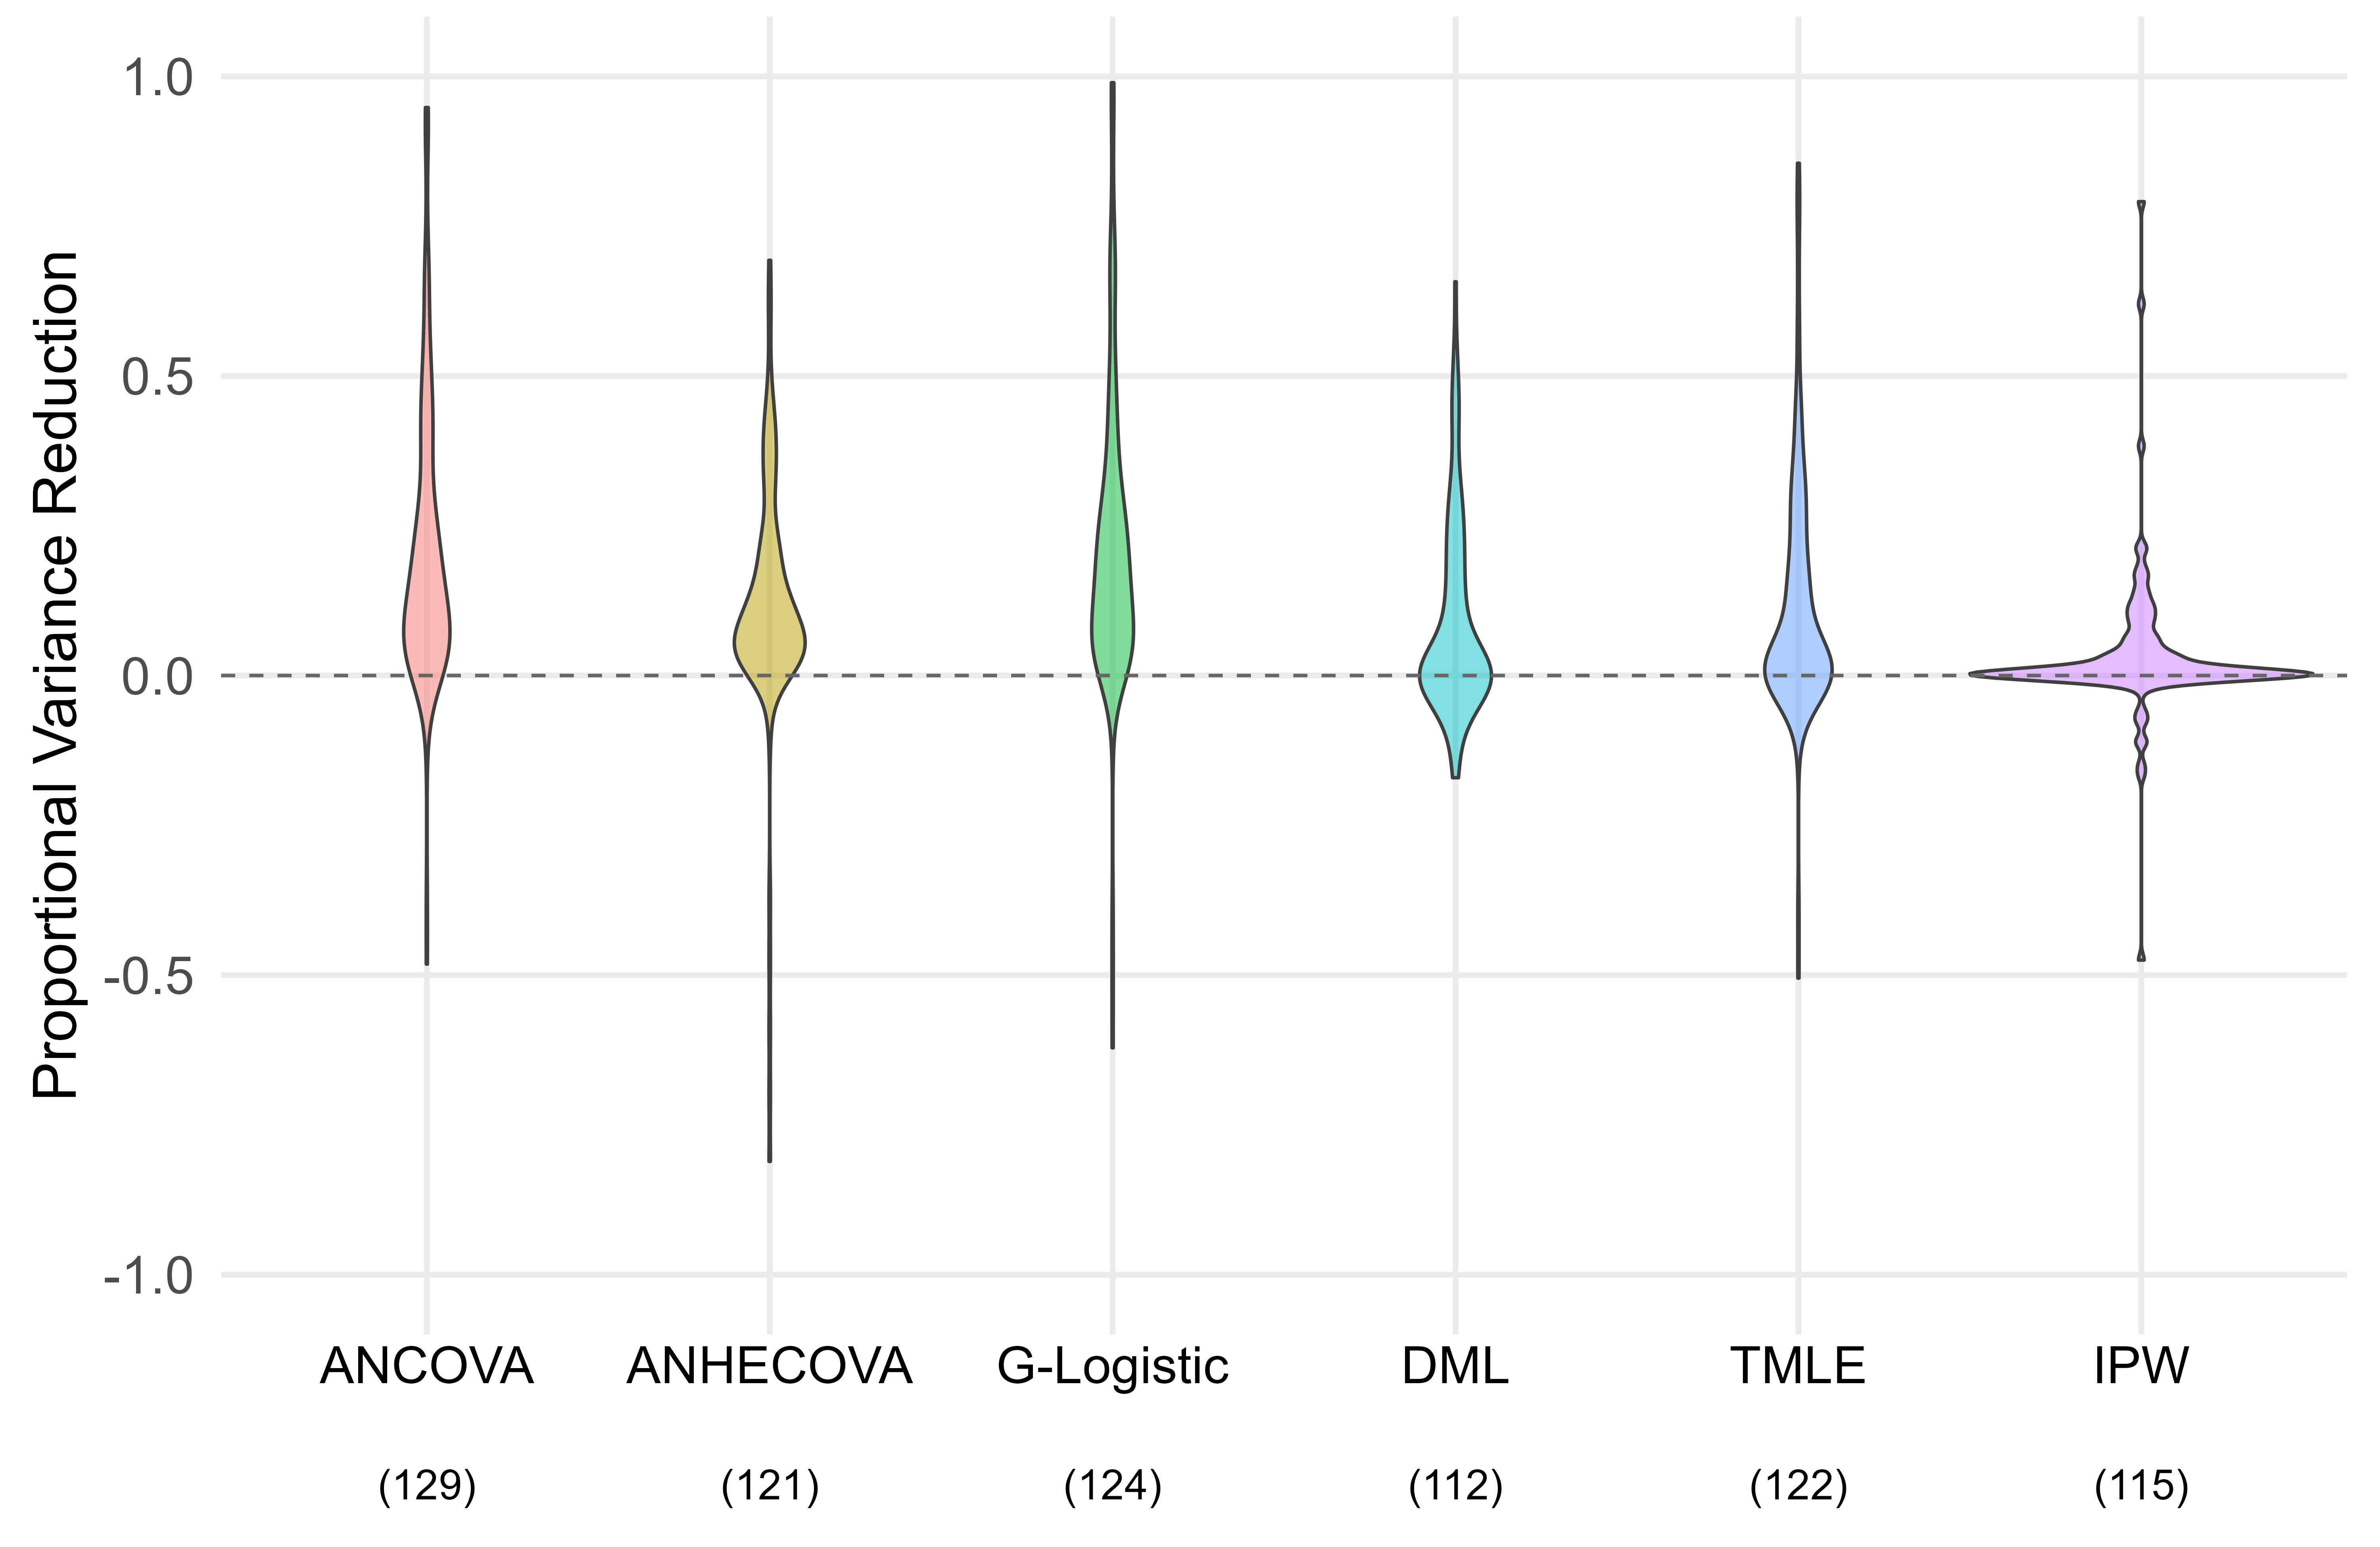 Proportional Variance Reduction
1.0
0.5
0.0
-0.5
-1.0
ANCOVA ANHECOVA G-Logistic DML TMLE IPW
(129) (121) (124) (112) (122) (115)